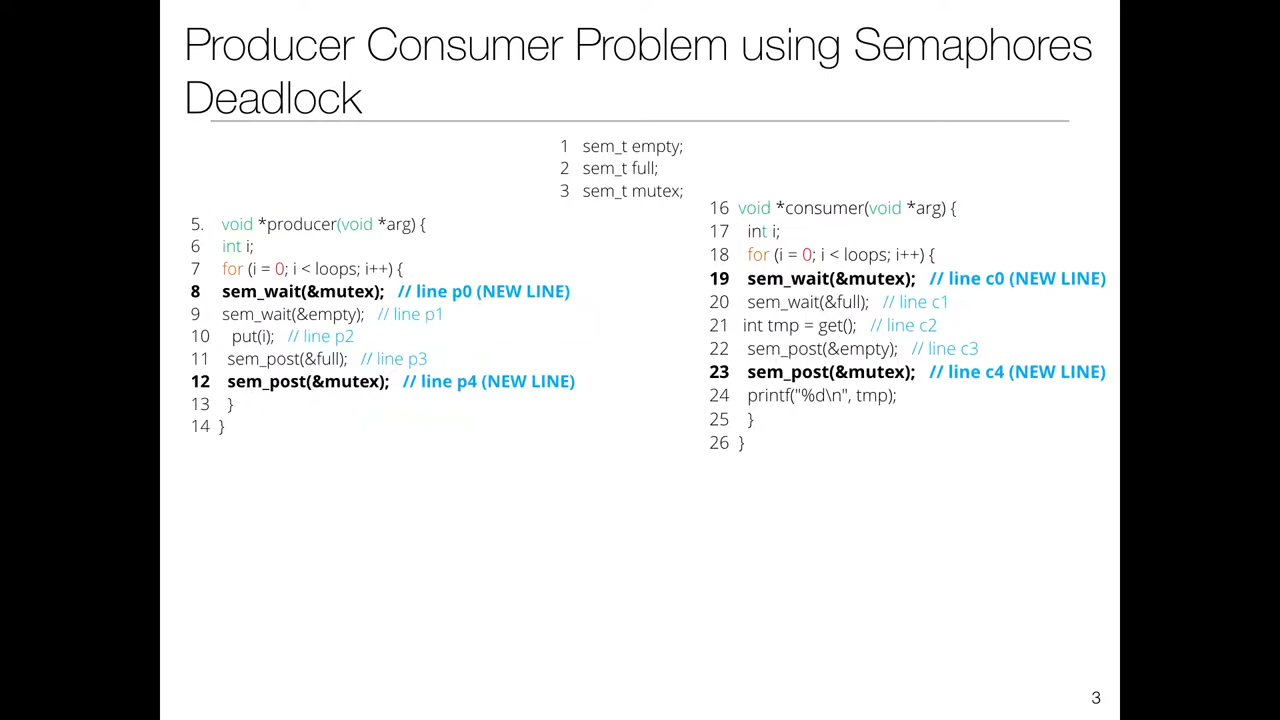 Producer Consumer Problem using Semaphores
Deadlock
1 sem_t empty;
2 sem_t full;
3 sem_t mutex;
5. void *producer(void *arg) {
6 int i;
7 for (i = 0; i < loops; i++) {
8 sem_wait(&mutex); // line p0 (NEW LINE)
9 sem_wait(&empty); // line p1
10 put(i); // line p2
11 sem_post(&full); // line p3
12 sem_post(&mutex); // line p4 (NEW LINE)
13 }
14 }
16 void *consumer(void *arg) {
17 int i;
18 for (i = 0; i < loops; i++) {
19 sem_wait(&mutex); // line c0 (NEW LINE)
20 sem_wait(&full); // line c1
21 int tmp = get(); // line c2
22 sem_post(&empty); // line c3
23 sem_post(&mutex); // line c4 (NEW LINE)
24 printf("%d\n", tmp);
25 }
26 }
3